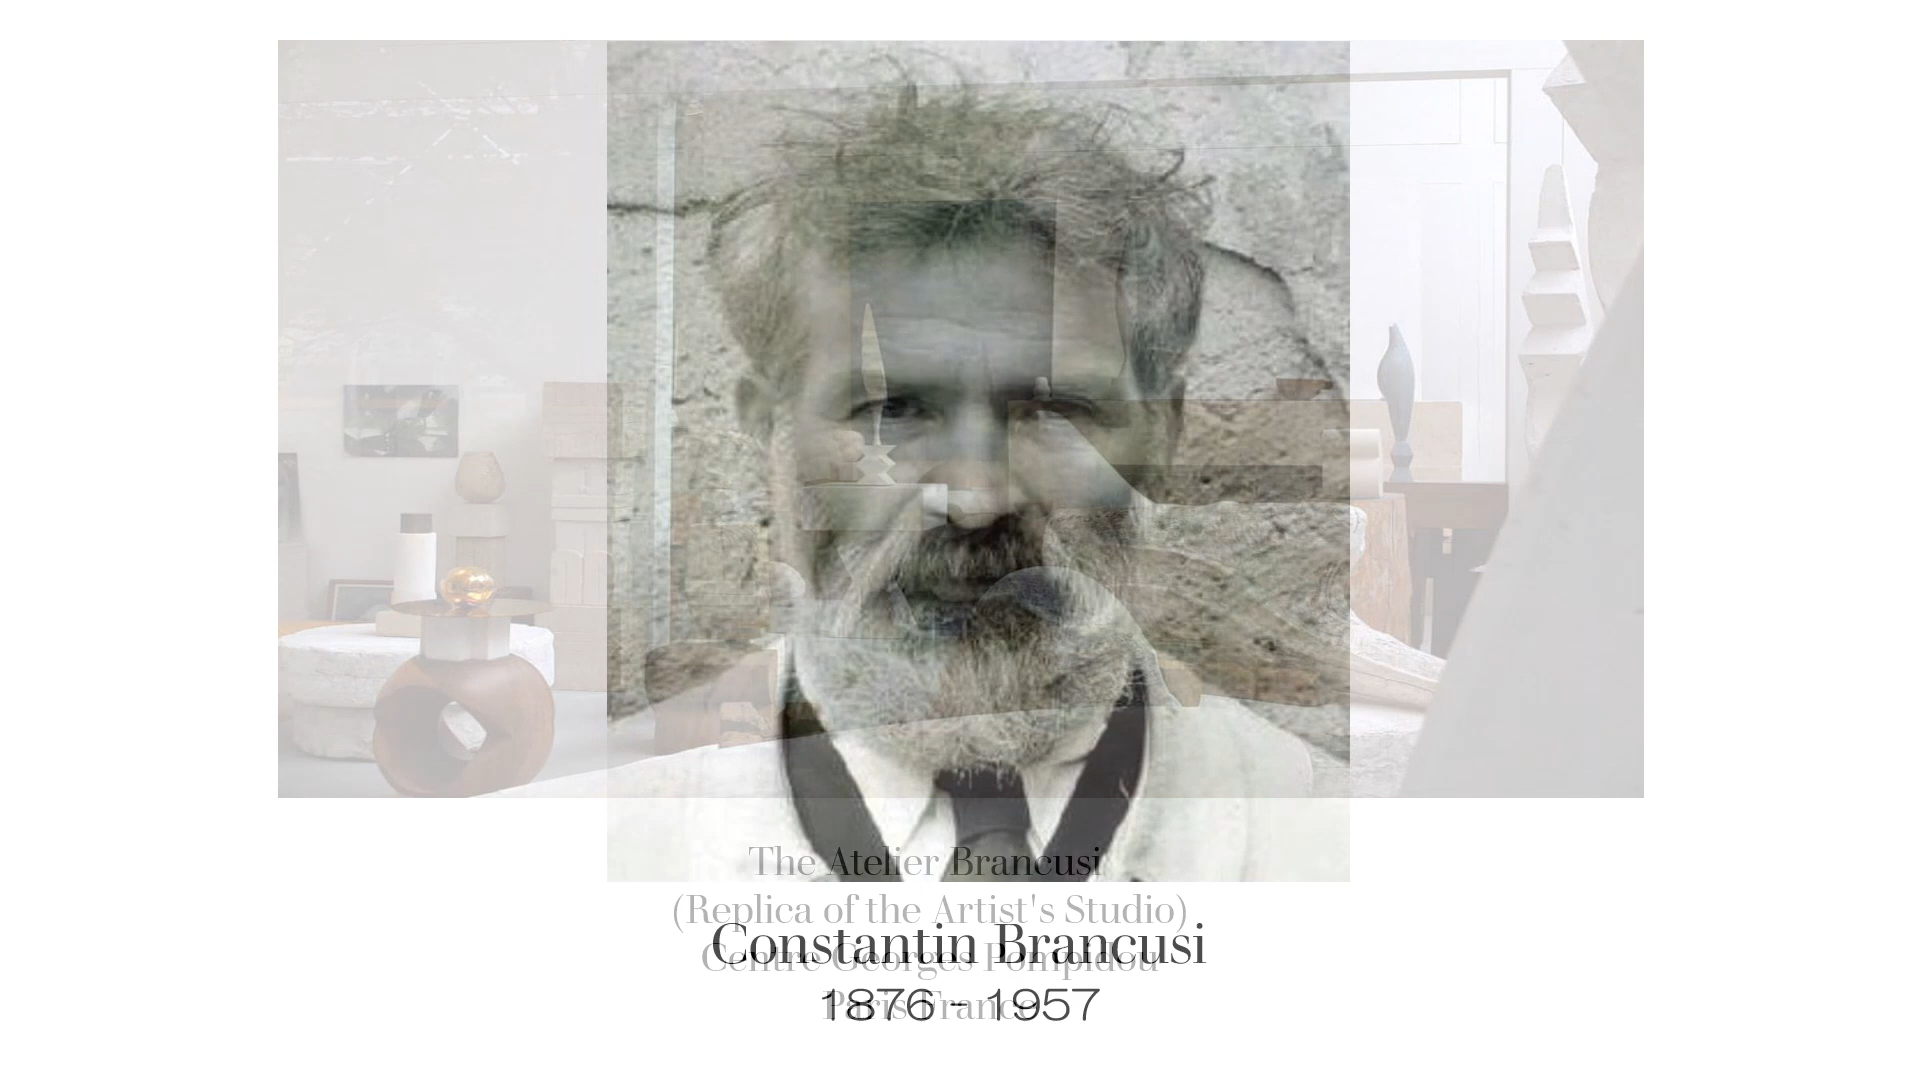 The Atelier Brancusi
(Replica of the Artist's Studio)
Constantin Brancusi
Centre Georges Pompidou
1876 - 1957
Paris France